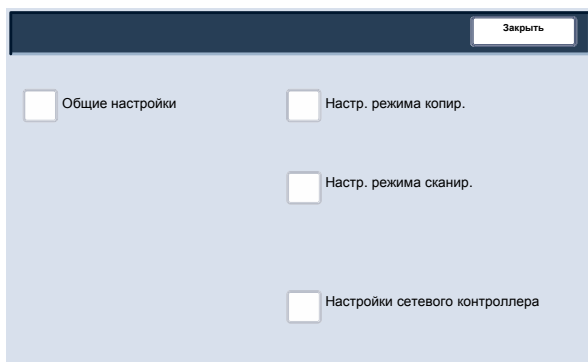 Закрыть
Общие настройки
Настр. режима копир.
Настр. режима сканир.
Настройки сетевого контроллера